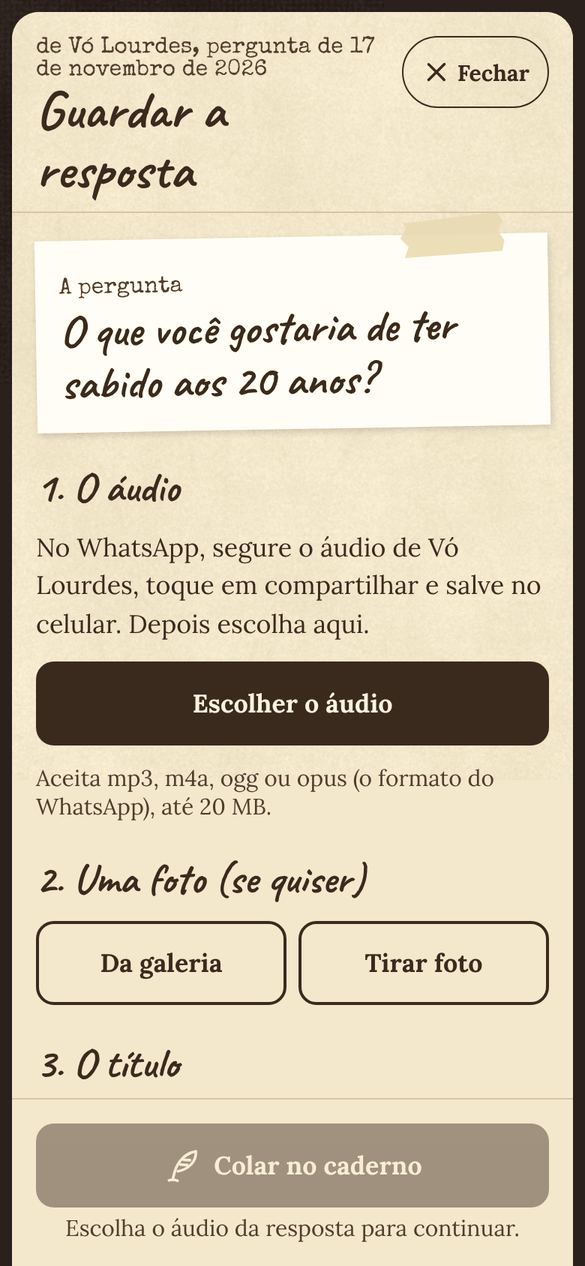 de Vó Lourdes, pergunta de 17
de novembro de 2026
Fechar
Guardar a
resposta
A pergunta
O que você gostaria de ter
sabido aos 20 anos?
1. O áudio
No WhatsApp, segure o áudio de Vó
Lourdes, toque em compartilhar e salve no
celular. Depois escolha aqui.
Escolher o áudio
Aceita mp3, m4a, ogg ou opus (o formato do
WhatsApp), até 20 MB.
2. Uma foto (se quiser)
Da galeria
Tirar foto
3. O título
Colar no caderno
Escolha o áudio da resposta para continuar.